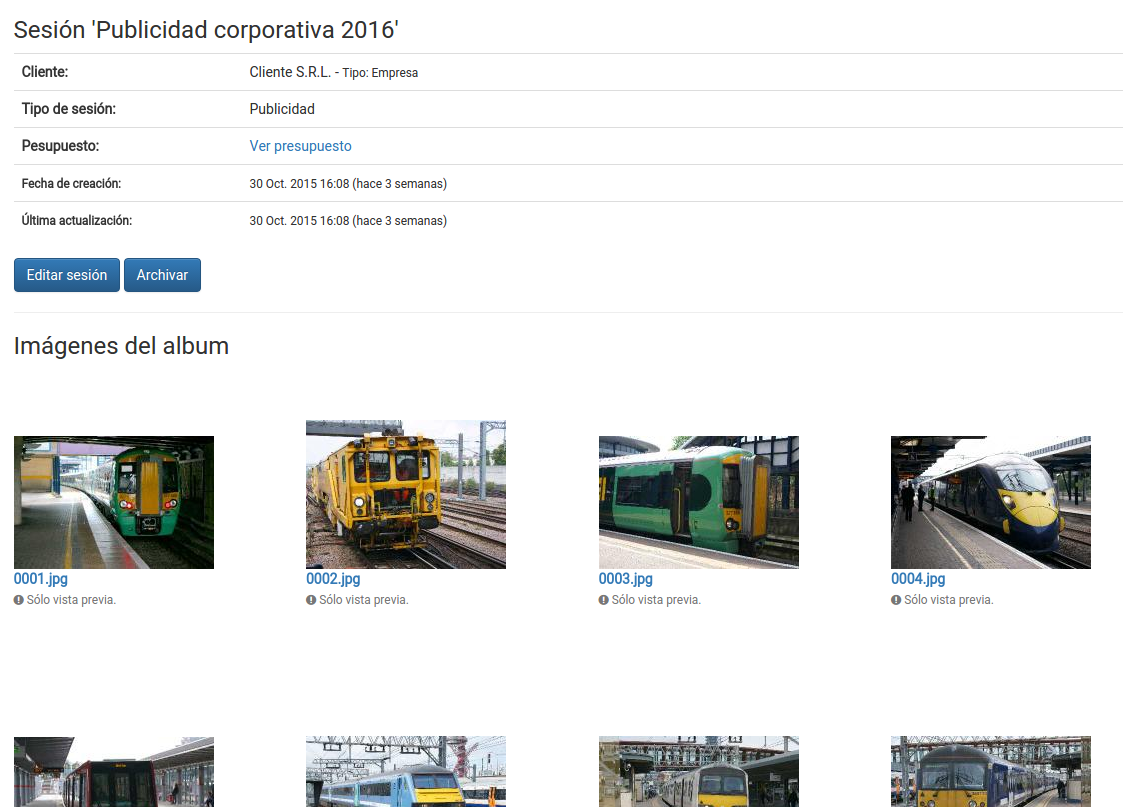 Sesión 'Publicidad corporativa 2016'
Cliente: Cliente S.R.L. - Tipo: Empresa
Tipo de sesión: Publicidad
Pesupuesto: Ver presupuesto
Fecha de creación: 30 Oct. 2015 16:08 (hace 3 semanas)
Última actualización: 30 Oct. 2015 16:08 (hace 3 semanas)
Editar sesión Archivar
Imágenes del album
0001.jpg 0002.jpg 0003.jpg 0004.jpg
Sólo vista previa. Sólo vista previa. Sólo vista previa. Sólo vista previa.